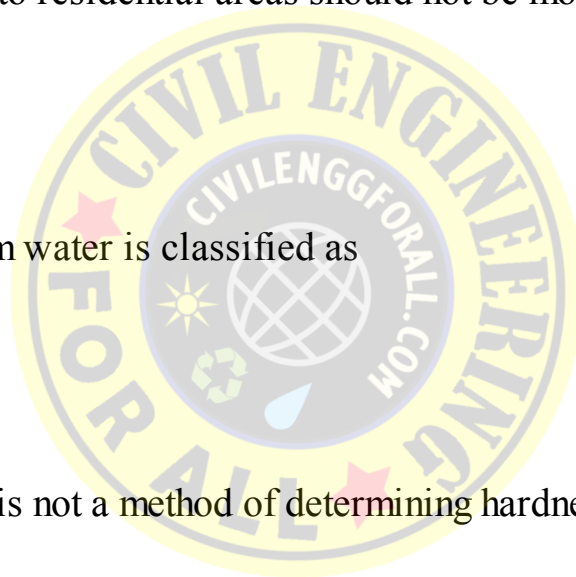 to residential areas should not be mo
CIVIL ENGINEERING
CIVILENGGFORALL.COM
m water is classified as
FOR ALL
is not a method of determining hardne